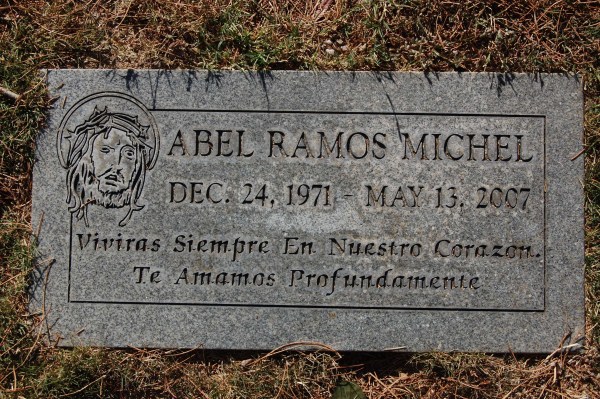 ABEL RAMOS MICHEL
DEC. 24, 1971 - MAY 13, 2007
Viviras Siempre En Nuestro Corazon.
Te Amamos Profundamente